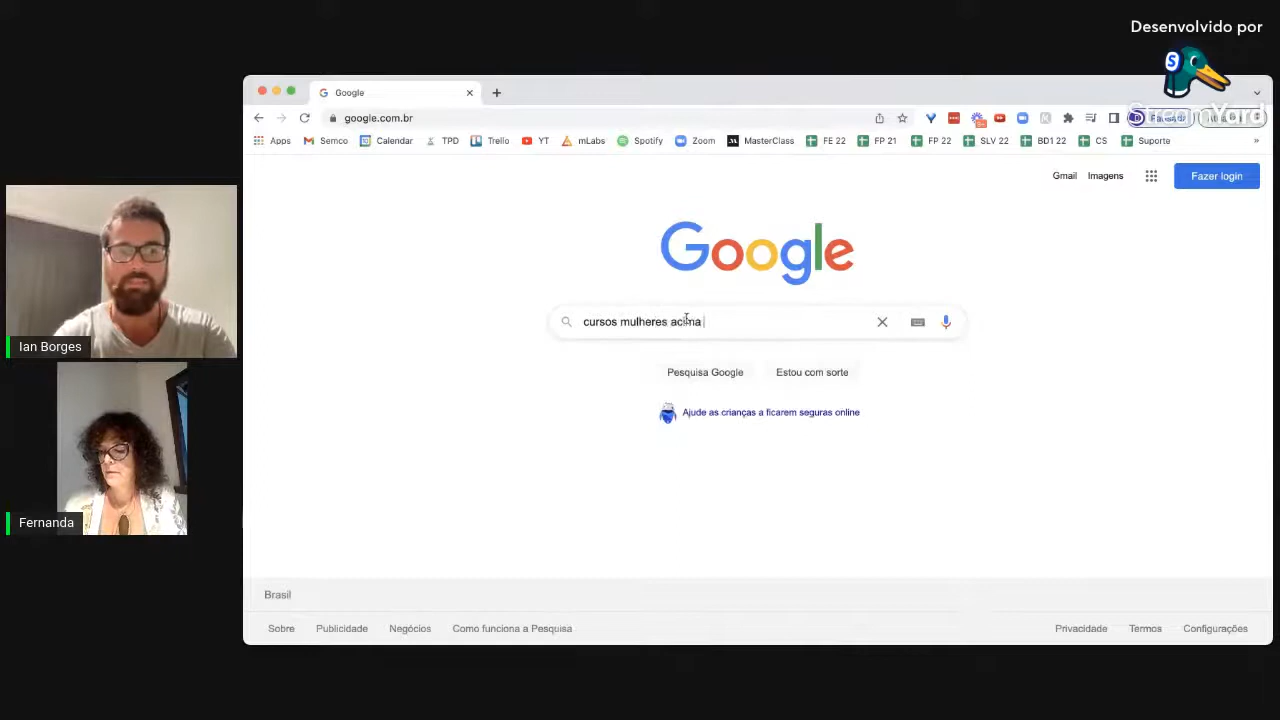 Desenvolvido por
StreamYard
Google
google.com.br
Apps Semco Calendar TPD Trello YT mLabs Spotify Zoom MasterClass FE 22 FP 21 FP 22 SLV 22 BD1 22 CS Suporte »
Gmail Imagens Fazer login
Google
cursos mulheres acima
Pesquisa Google Estou com sorte
Ajude as crianças a ficarem seguras online
Ian Borges
Fernanda
Brasil
Sobre Publicidade Negócios Como funciona a Pesquisa Privacidade Termos Configurações